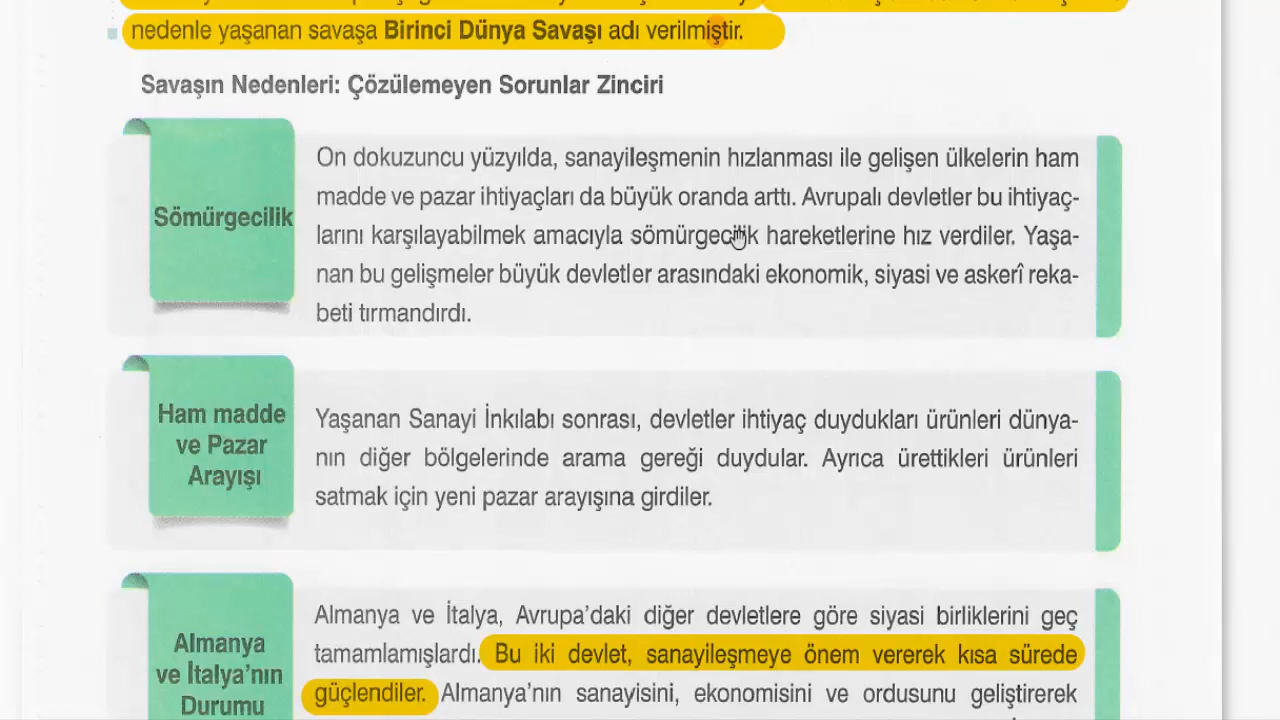 nedenle yaşanan savaşa Birinci Dünya Savaşı adı verilmiştir.
Savaşın Nedenleri: Çözülemeyen Sorunlar Zinciri
Sömürgecilik
On dokuzuncu yüzyılda, sanayileşmenin hızlanması ile gelişen ülkelerin ham
madde ve pazar ihtiyaçları da büyük oranda arttı. Avrupalı devletler bu ihtiyaç-
larını karşılayabilmek amacıyla sömürgecilik hareketlerine hız verdiler. Yaşa-
nan bu gelişmeler büyük devletler arasındaki ekonomik, siyasi ve askerî reka-
beti tırmandırdı.
Ham madde
ve Pazar
Arayışı
Yaşanan Sanayi İnkılabı sonrası, devletler ihtiyaç duydukları ürünleri dünya-
nın diğer bölgelerinde arama gereği duydular. Ayrıca ürettikleri ürünleri
satmak için yeni pazar arayışına girdiler.
Almanya
ve İtalya’nın
Durumu
Almanya ve İtalya, Avrupa’daki diğer devletlere göre siyasi birliklerini geç
tamamlamışlardı. Bu iki devlet, sanayileşmeye önem vererek kısa sürede
güçlendiler. Almanya’nın sanayisini, ekonomisini ve ordusunu geliştirerek